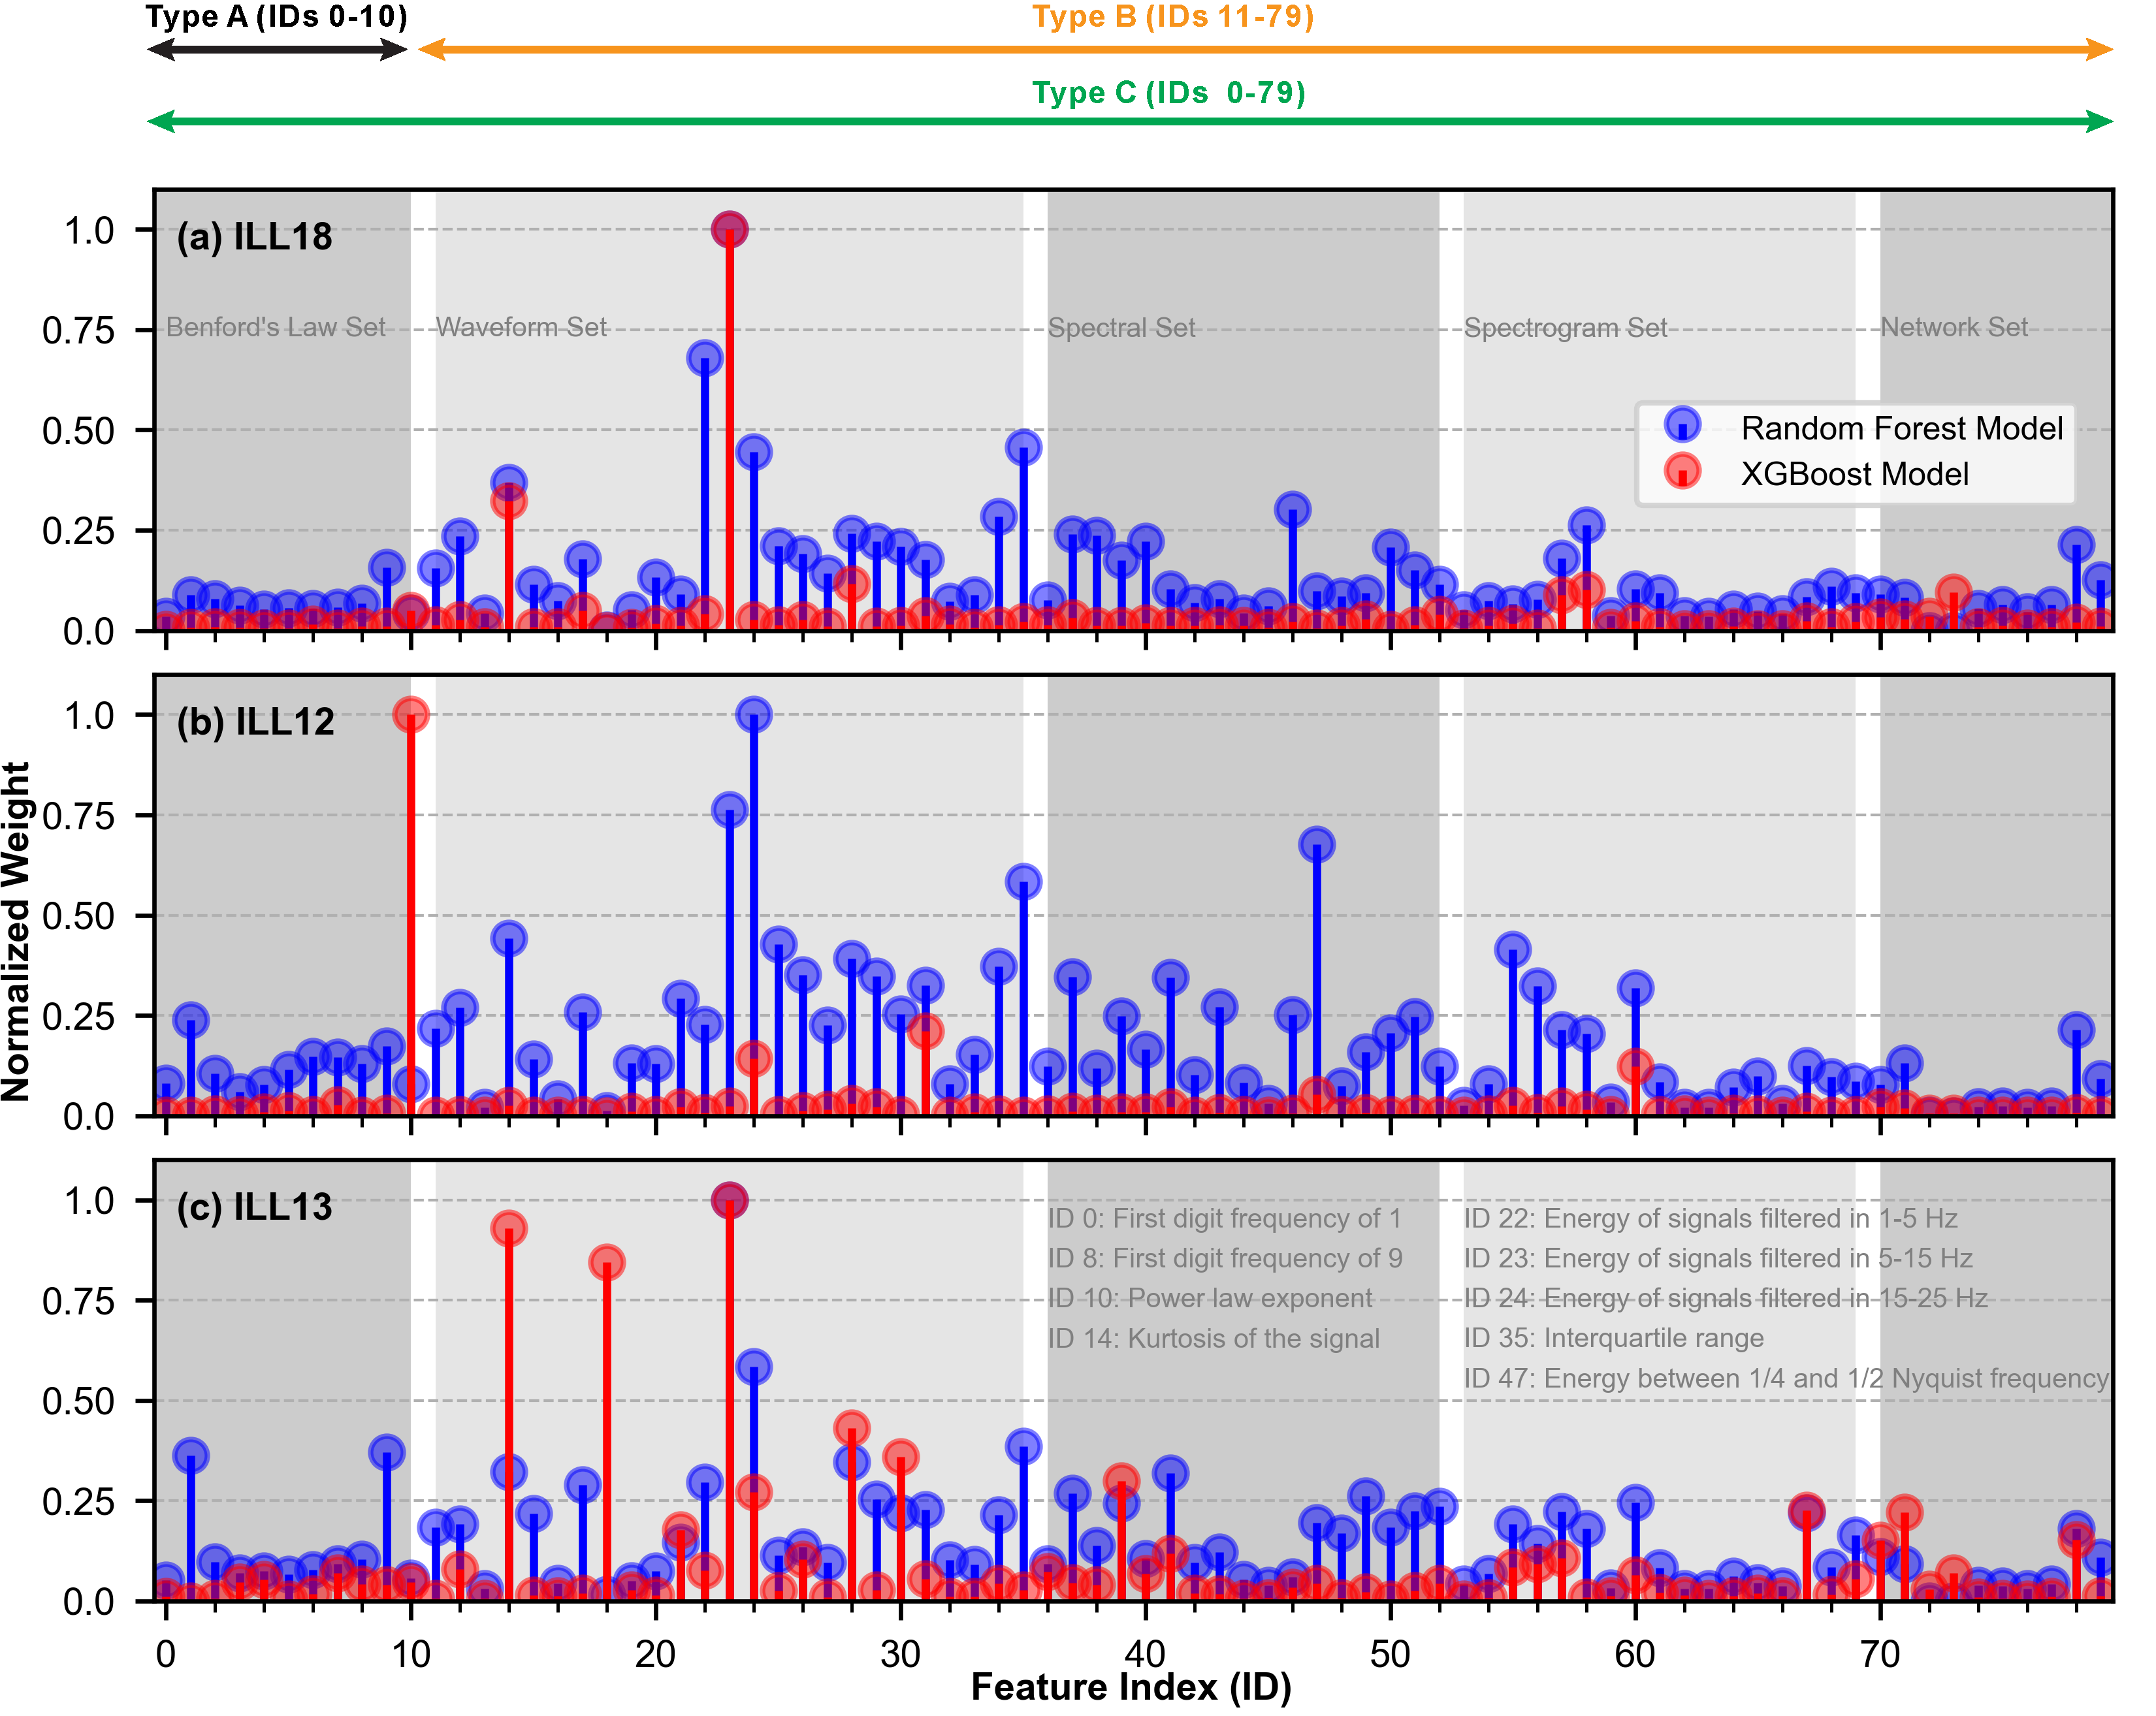 Type A (IDs 0-10)
Type B (IDs 11-79)
Type C (IDs  0-79)
(a) ILL18
1.0
0.75
0.50
0.25
0.0
Benford's Law Set
Waveform Set
Spectral Set
Spectrogram Set
Network Set
Random Forest Model
XGBoost Model
(b) ILL12
1.0
0.75
0.50
0.25
0.0
Normalized Weight
(c) ILL13
1.0
0.75
0.50
0.25
0.0
ID 0: First digit frequency of 1
ID 8: First digit frequency of 9
ID 10: Power law exponent
ID 14: Kurtosis of the signal
ID 22: Energy of signals filtered in 1-5 Hz
ID 23: Energy of signals filtered in 5-15 Hz
ID 24: Energy of signals filtered in 15-25 Hz
ID 35: Interquartile range
ID 47: Energy between 1/4 and 1/2 Nyquist frequency
0 10 20 30 40 50 60 70
Feature Index (ID)